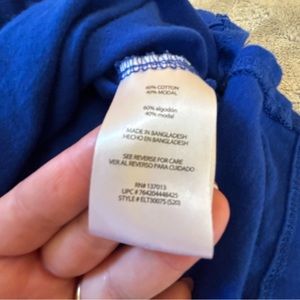 60% COTTON
40% MODAL
60% algodón
40% modal
MADE IN BANGLADESH
HECHO EN BANGLADESH
SEE REVERSE FOR CARE
VER AL REVERSO PARA CUIDADO
RN# 137013
UPC # 764204448425
STYLE # ELT30075 (S20)